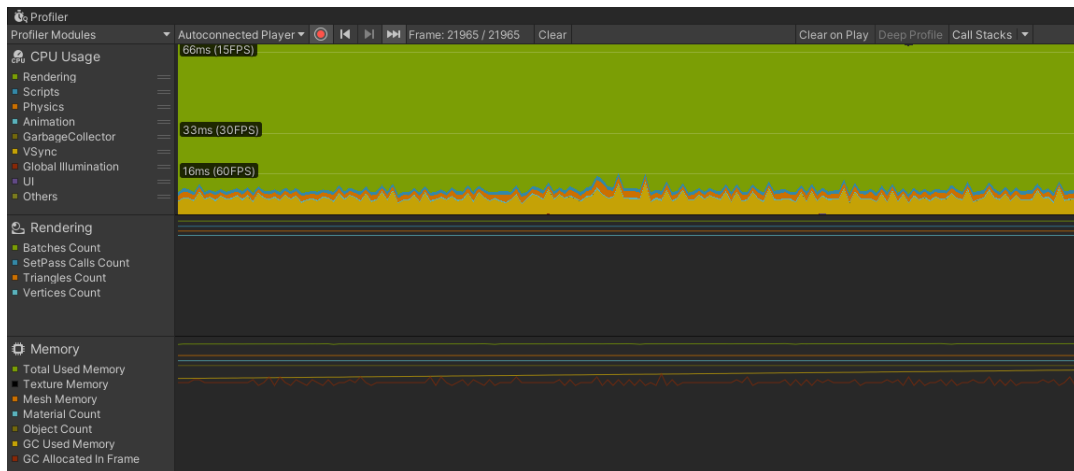 Profiler
Profiler Modules Autoconnected Player Frame: 21965 / 21965 Clear Clear on Play Deep Profile Call Stacks
CPU Usage
Rendering
Scripts
Physics
Animation
GarbageCollector
VSync
Global Illumination
UI
Others
66ms (15FPS)
33ms (30FPS)
16ms (60FPS)
Rendering
Batches Count
SetPass Calls Count
Triangles Count
Vertices Count
Memory
Total Used Memory
Texture Memory
Mesh Memory
Material Count
Object Count
GC Used Memory
GC Allocated In Frame